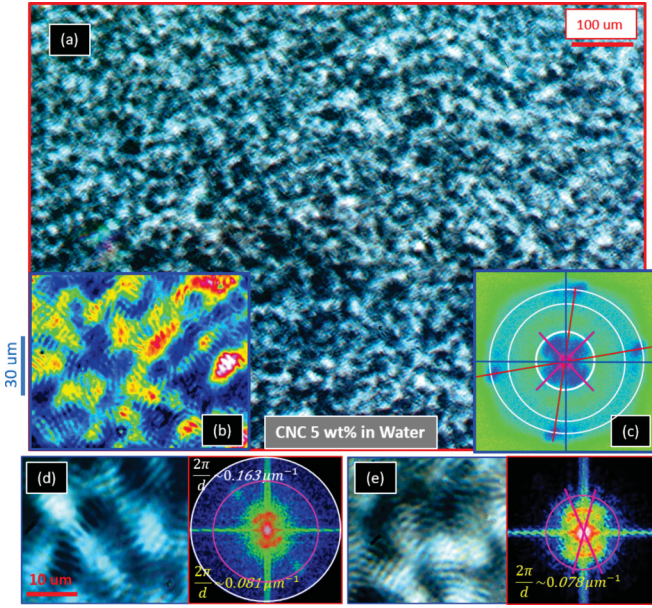 (a)
100 um
30 um
(b)
CNC 5 wt% in Water
(c)
(d)
10 um
2π/d ~0.163 μm⁻¹
2π/d ~0.081 μm⁻¹
(e)
2π/d ~0.078 μm⁻¹